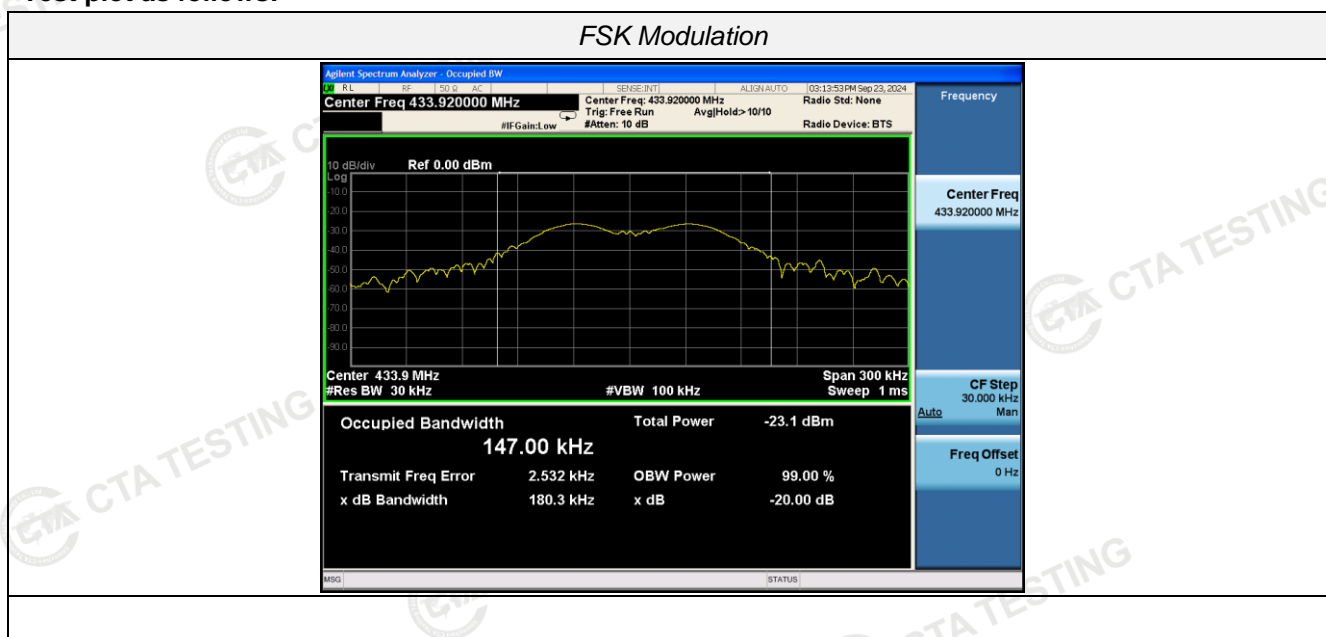 FSK Modulation
Agilent Spectrum Analyzer - Occupied BW
RL RF 50 Ω AC SENSE:INT ALIGN AUTO 03:13:53 PM Sep 23, 2024
Center Freq 433.920000 MHz
Center Freq: 433.920000 MHz
Radio Std: None
Trig: Free Run Avg|Hold:> 10/10
#IFGain:Low
#Atten: 10 dB
Radio Device: BTS
10 dB/div Ref 0.00 dBm
Log
-10.0
-20.0
-30.0
-40.0
-50.0
-60.0
-70.0
-80.0
-90.0
Center 433.9 MHz Span 300 kHz
#Res BW 30 kHz #VBW 100 kHz Sweep 1 ms
Occupied Bandwidth Total Power -23.1 dBm
147.00 kHz
Transmit Freq Error 2.532 kHz OBW Power 99.00 %
x dB Bandwidth 180.3 kHz x dB -20.00 dB
MSG STATUS
Frequency
Center Freq
433.920000 MHz
CF Step
30.000 kHz
Auto Man
Freq Offset
0 Hz
CTA TESTING
CTA TESTING
CTA TESTING